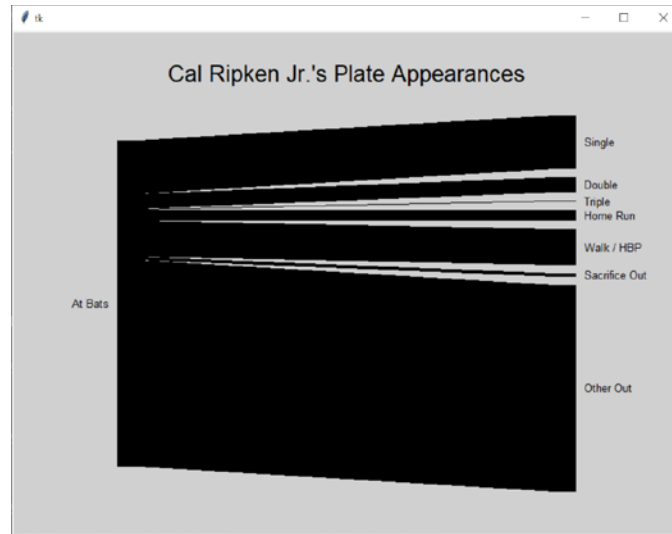 tk
Cal Ripken Jr.'s Plate Appearances
Single
Double
Triple
Home Run
Walk / HBP
Sacrifice Out
At Bats
Other Out